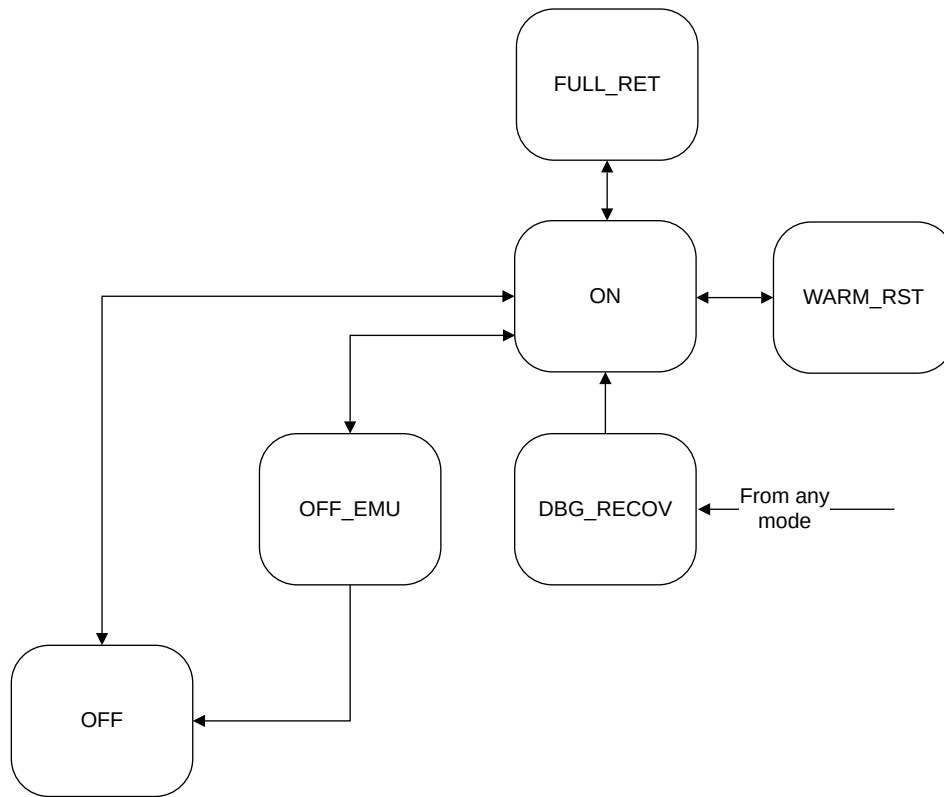 FULL_RET
ON
WARM_RST
OFF_EMU
DBG_RECOV
From any
mode
OFF